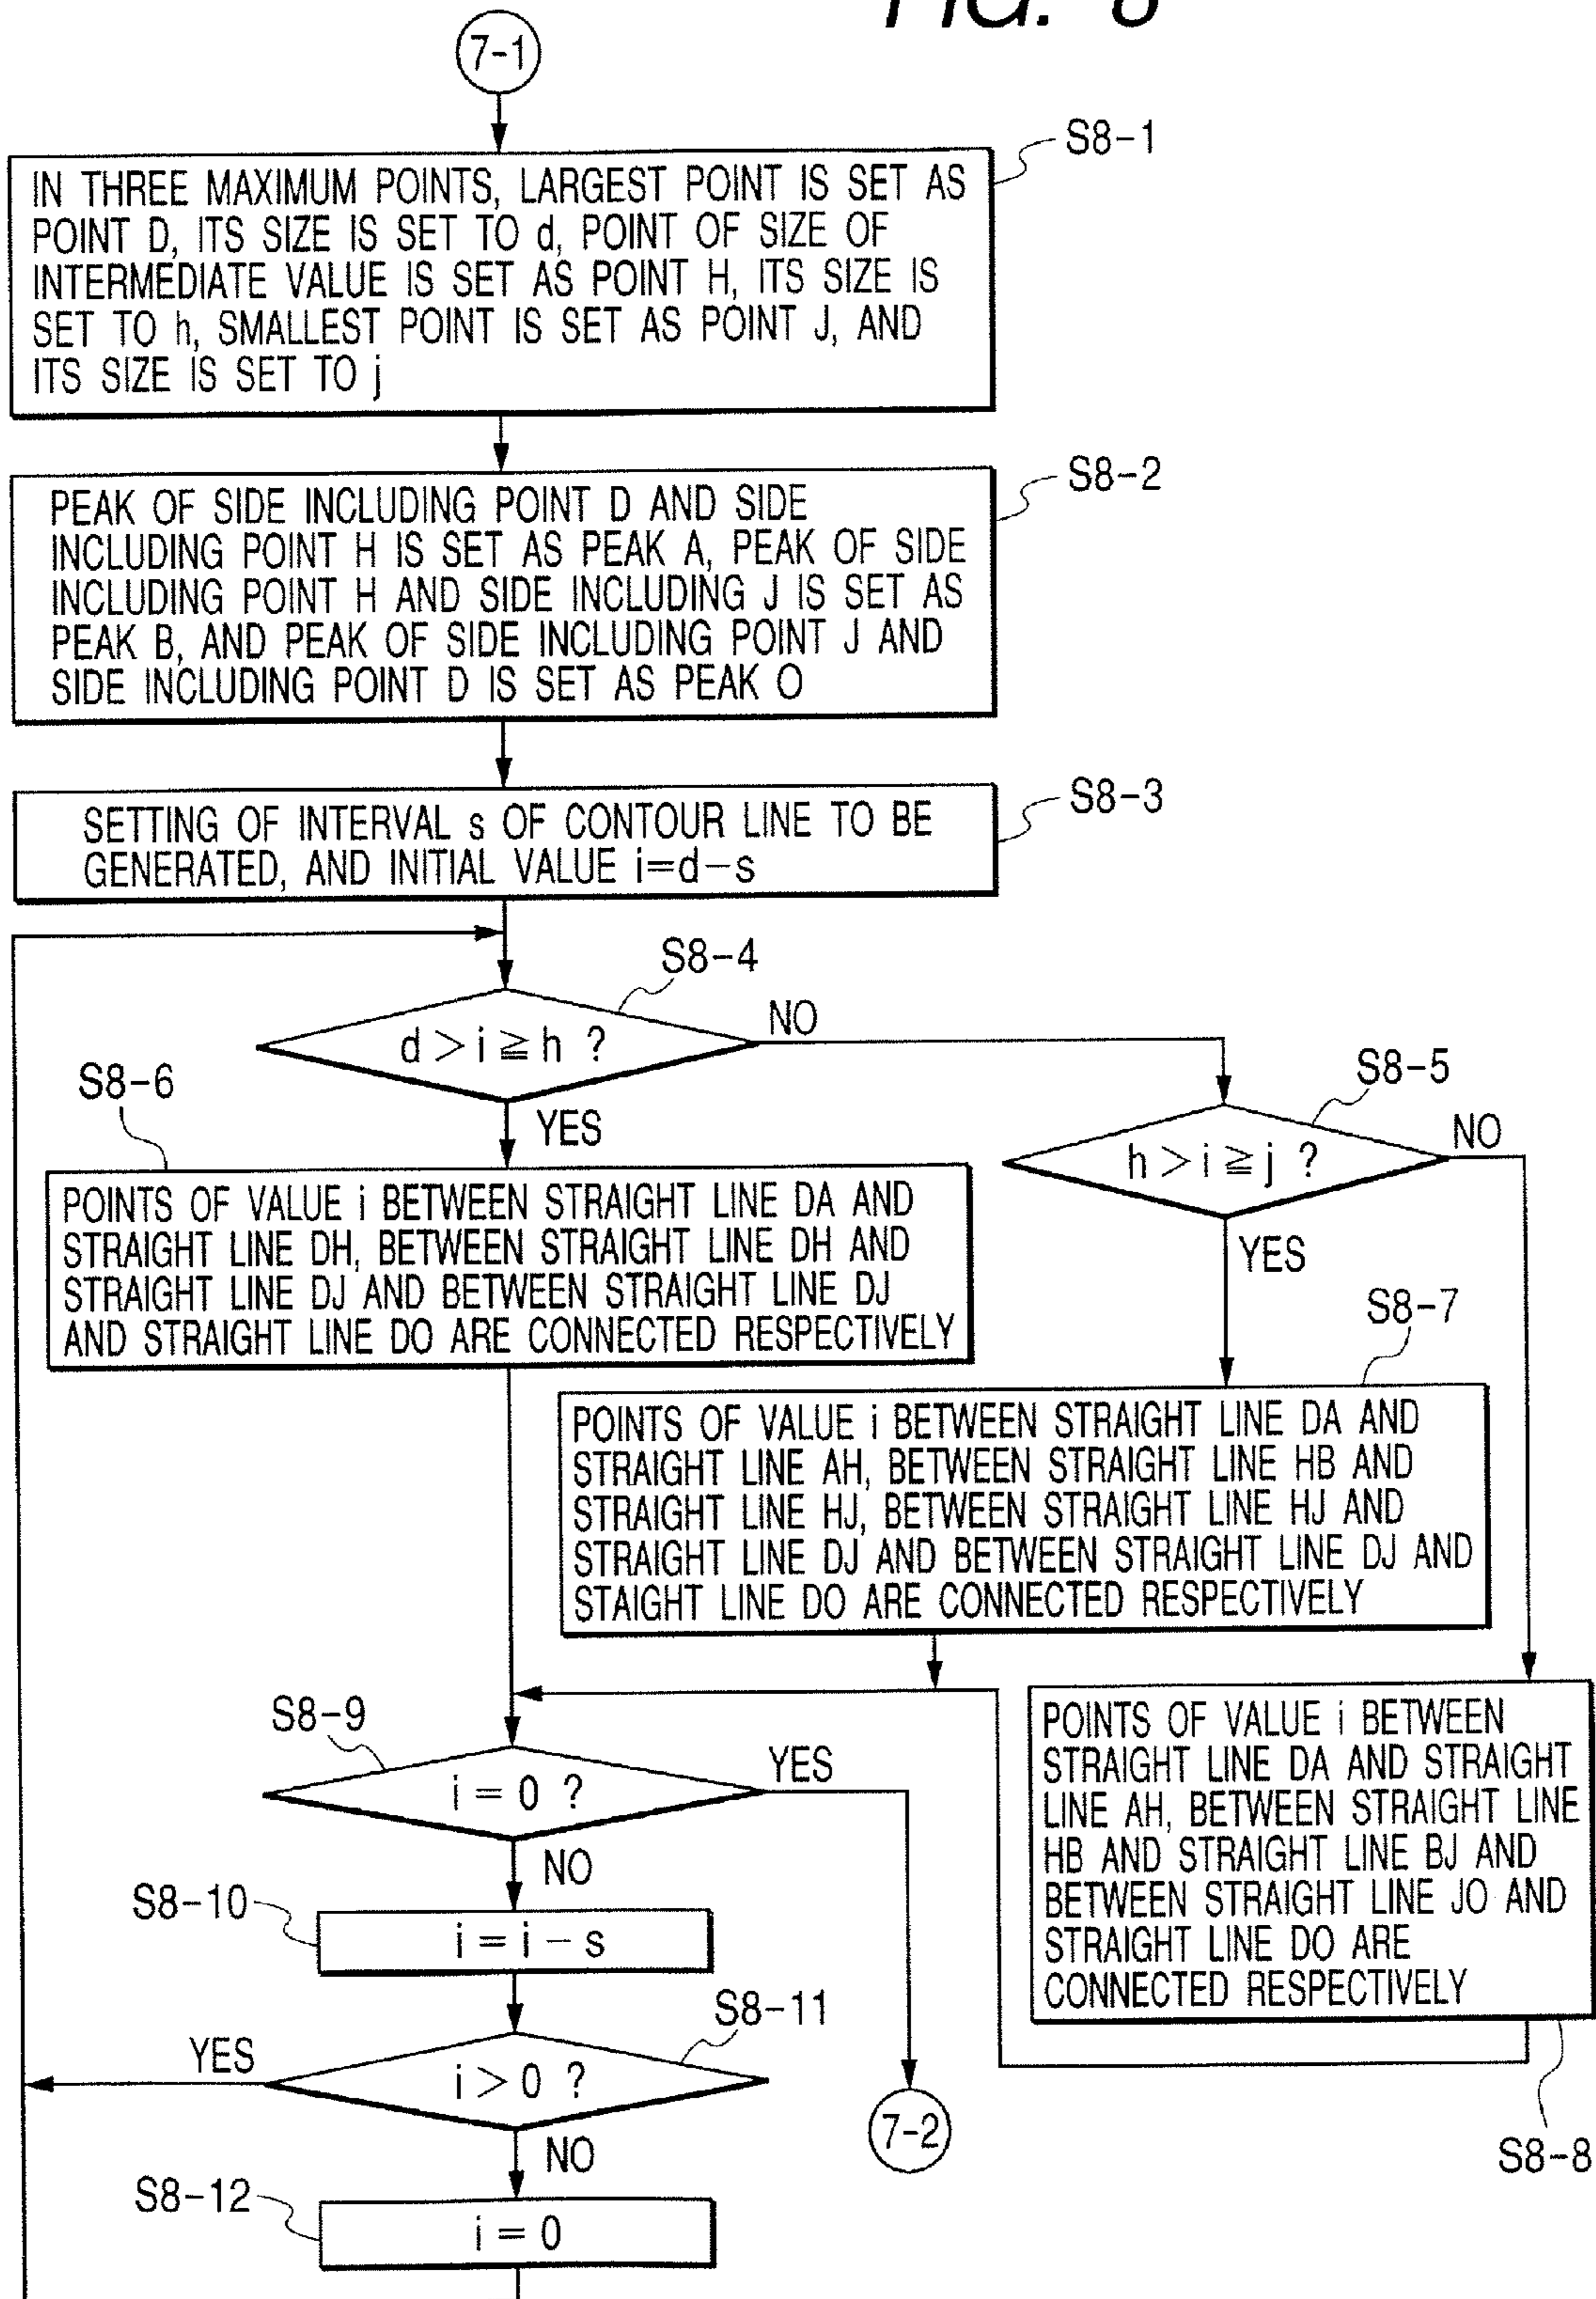 FIG. 8
7-1
S8-1
IN THREE MAXIMUM POINTS, LARGEST POINT IS SET AS
POINT D, ITS SIZE IS SET TO d, POINT OF SIZE OF
INTERMEDIATE VALUE IS SET AS POINT H, ITS SIZE IS
SET TO h, SMALLEST POINT IS SET AS POINT J, AND
ITS SIZE IS SET TO j
S8-2
PEAK OF SIDE INCLUDING POINT D AND SIDE
INCLUDING POINT H IS SET AS PEAK A, PEAK OF SIDE
INCLUDING POINT H AND SIDE INCLUDING J IS SET AS
PEAK B, AND PEAK OF SIDE INCLUDING POINT J AND
SIDE INCLUDING POINT D IS SET AS PEAK O
S8-3
SETTING OF INTERVAL s OF CONTOUR LINE TO BE
GENERATED, AND INITIAL VALUE i=d-s
S8-4
d > i ≧ h ?
NO
S8-5
h > i ≧ j ?
NO
S8-6
YES
YES
POINTS OF VALUE i BETWEEN STRAIGHT LINE DA AND
STRAIGHT LINE DH, BETWEEN STRAIGHT LINE DH AND
STRAIGHT LINE DJ AND BETWEEN STRAIGHT LINE DJ
AND STRAIGHT LINE DO ARE CONNECTED RESPECTIVELY
S8-7
POINTS OF VALUE i BETWEEN STRAIGHT LINE DA AND
STRAIGHT LINE AH, BETWEEN STRAIGHT LINE HB AND
STRAIGHT LINE HJ, BETWEEN STRAIGHT LINE HJ AND
STRAIGHT LINE DJ AND BETWEEN STRAIGHT LINE DJ AND
STAIGHT LINE DO ARE CONNECTED RESPECTIVELY
POINTS OF VALUE i BETWEEN
STRAIGHT LINE DA AND STRAIGHT
LINE AH, BETWEEN STRAIGHT LINE
HB AND STRAIGHT LINE BJ AND
BETWEEN STRAIGHT LINE JO AND
STRAIGHT LINE DO ARE
CONNECTED RESPECTIVELY
S8-8
S8-9
i = 0 ?
YES
NO
S8-10
i = i - s
S8-11
YES
i > 0 ?
7-2
NO
S8-12
i = 0